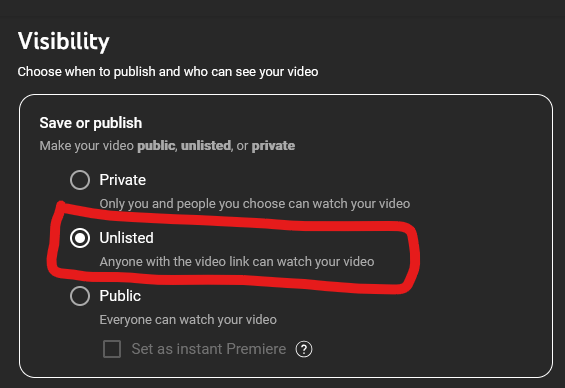 Visibility
Choose when to publish and who can see your video
Save or publish
Make your video public, unlisted, or private
Private
Only you and people you choose can watch your video
Unlisted
Anyone with the video link can watch your video
Public
Everyone can watch your video
Set as instant Premiere ?